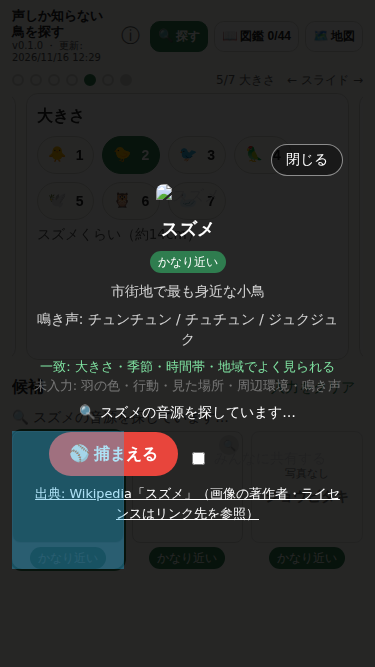 声しか知らない
鳥を探す
v0.1.0 · 更新:
2026/11/16 12:29
ⓘ
🔍 探す
📖 図鑑 0/44
🗺️ 地図
5/7 大きさ ← スライド →
大きさ
閉じる
1
2
3
5
6
7
スズメくらい（約14
スズメ
かなり近い
市街地で最も身近な小鳥
鳴き声: チュンチュン / チュチュン / ジュクジュ
ク
一致: 大きさ・季節・時間帯・地域でよく見られる
未入力: 羽の色・行動・見た場所・周辺環境・鳴き声
候補
🔍 スズメの音源を探しています…
⚾ 捕まえる
写真なし
出典: Wikipedia「スズメ」（画像の著作者・ライセ
ンスはリンク先を参照）
かなり近い
かなり近い
かなり近い